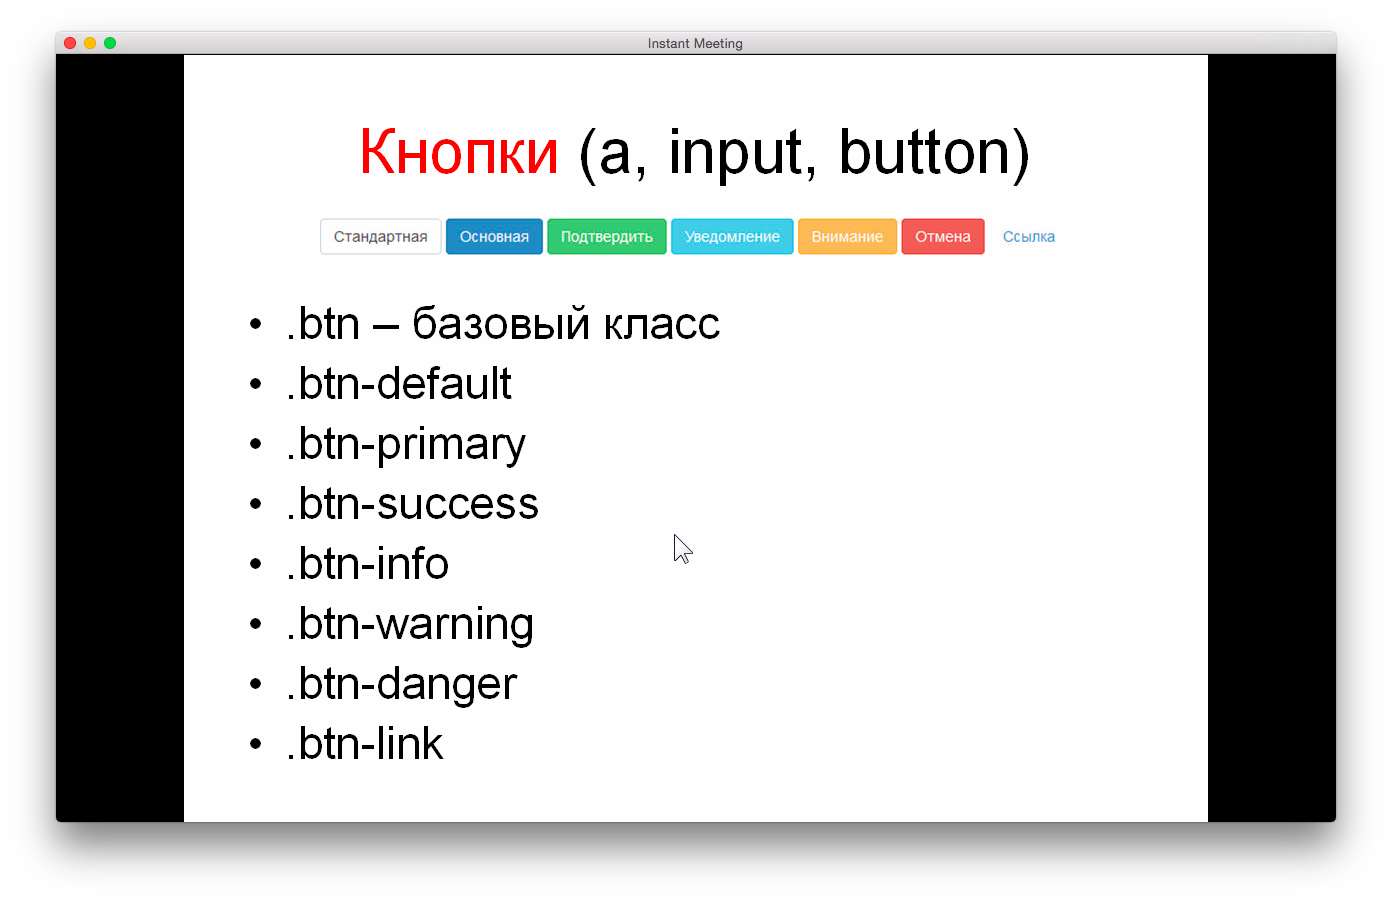 Instant Meeting
Кнопки (a, input, button)
Стандартная Основная Подтвердить Уведомление Внимание Отмена Ссылка
• .btn – базовый класс
• .btn-default
• .btn-primary
• .btn-success
• .btn-info
• .btn-warning
• .btn-danger
• .btn-link